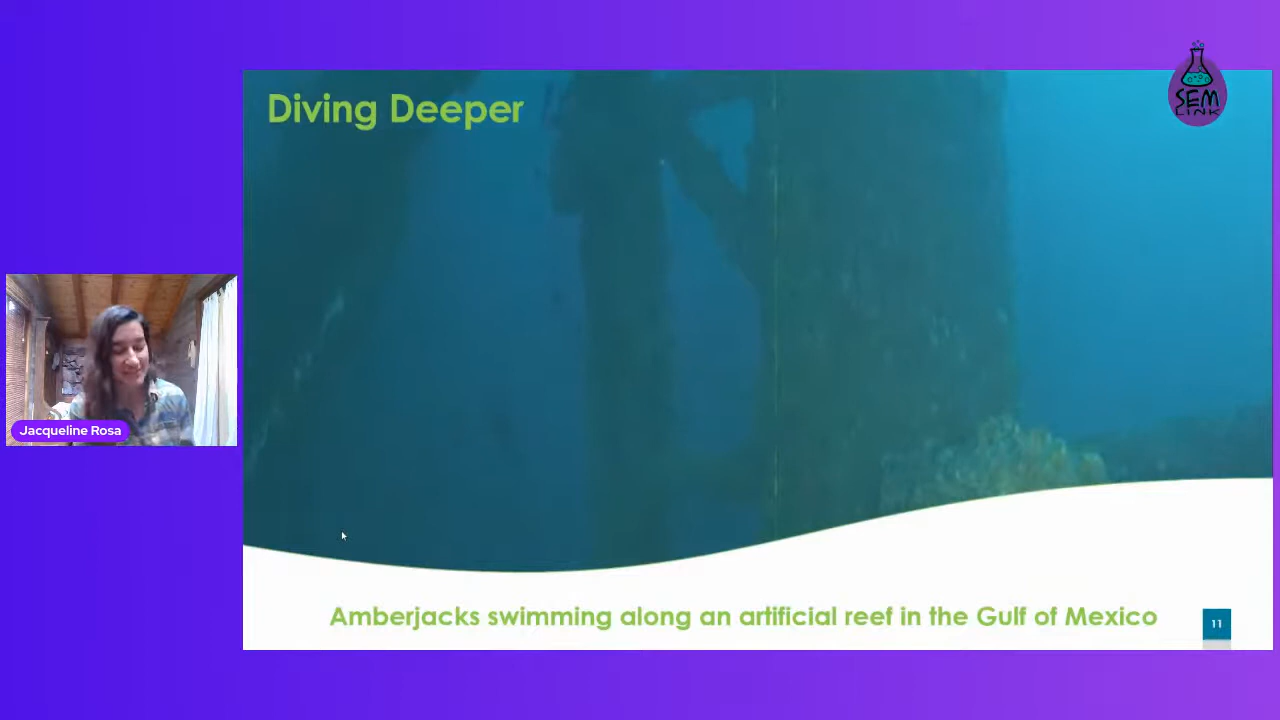 Diving Deeper
SEM
LINK
Jacqueline Rosa
Amberjacks swimming along an artificial reef in the Gulf of Mexico
11